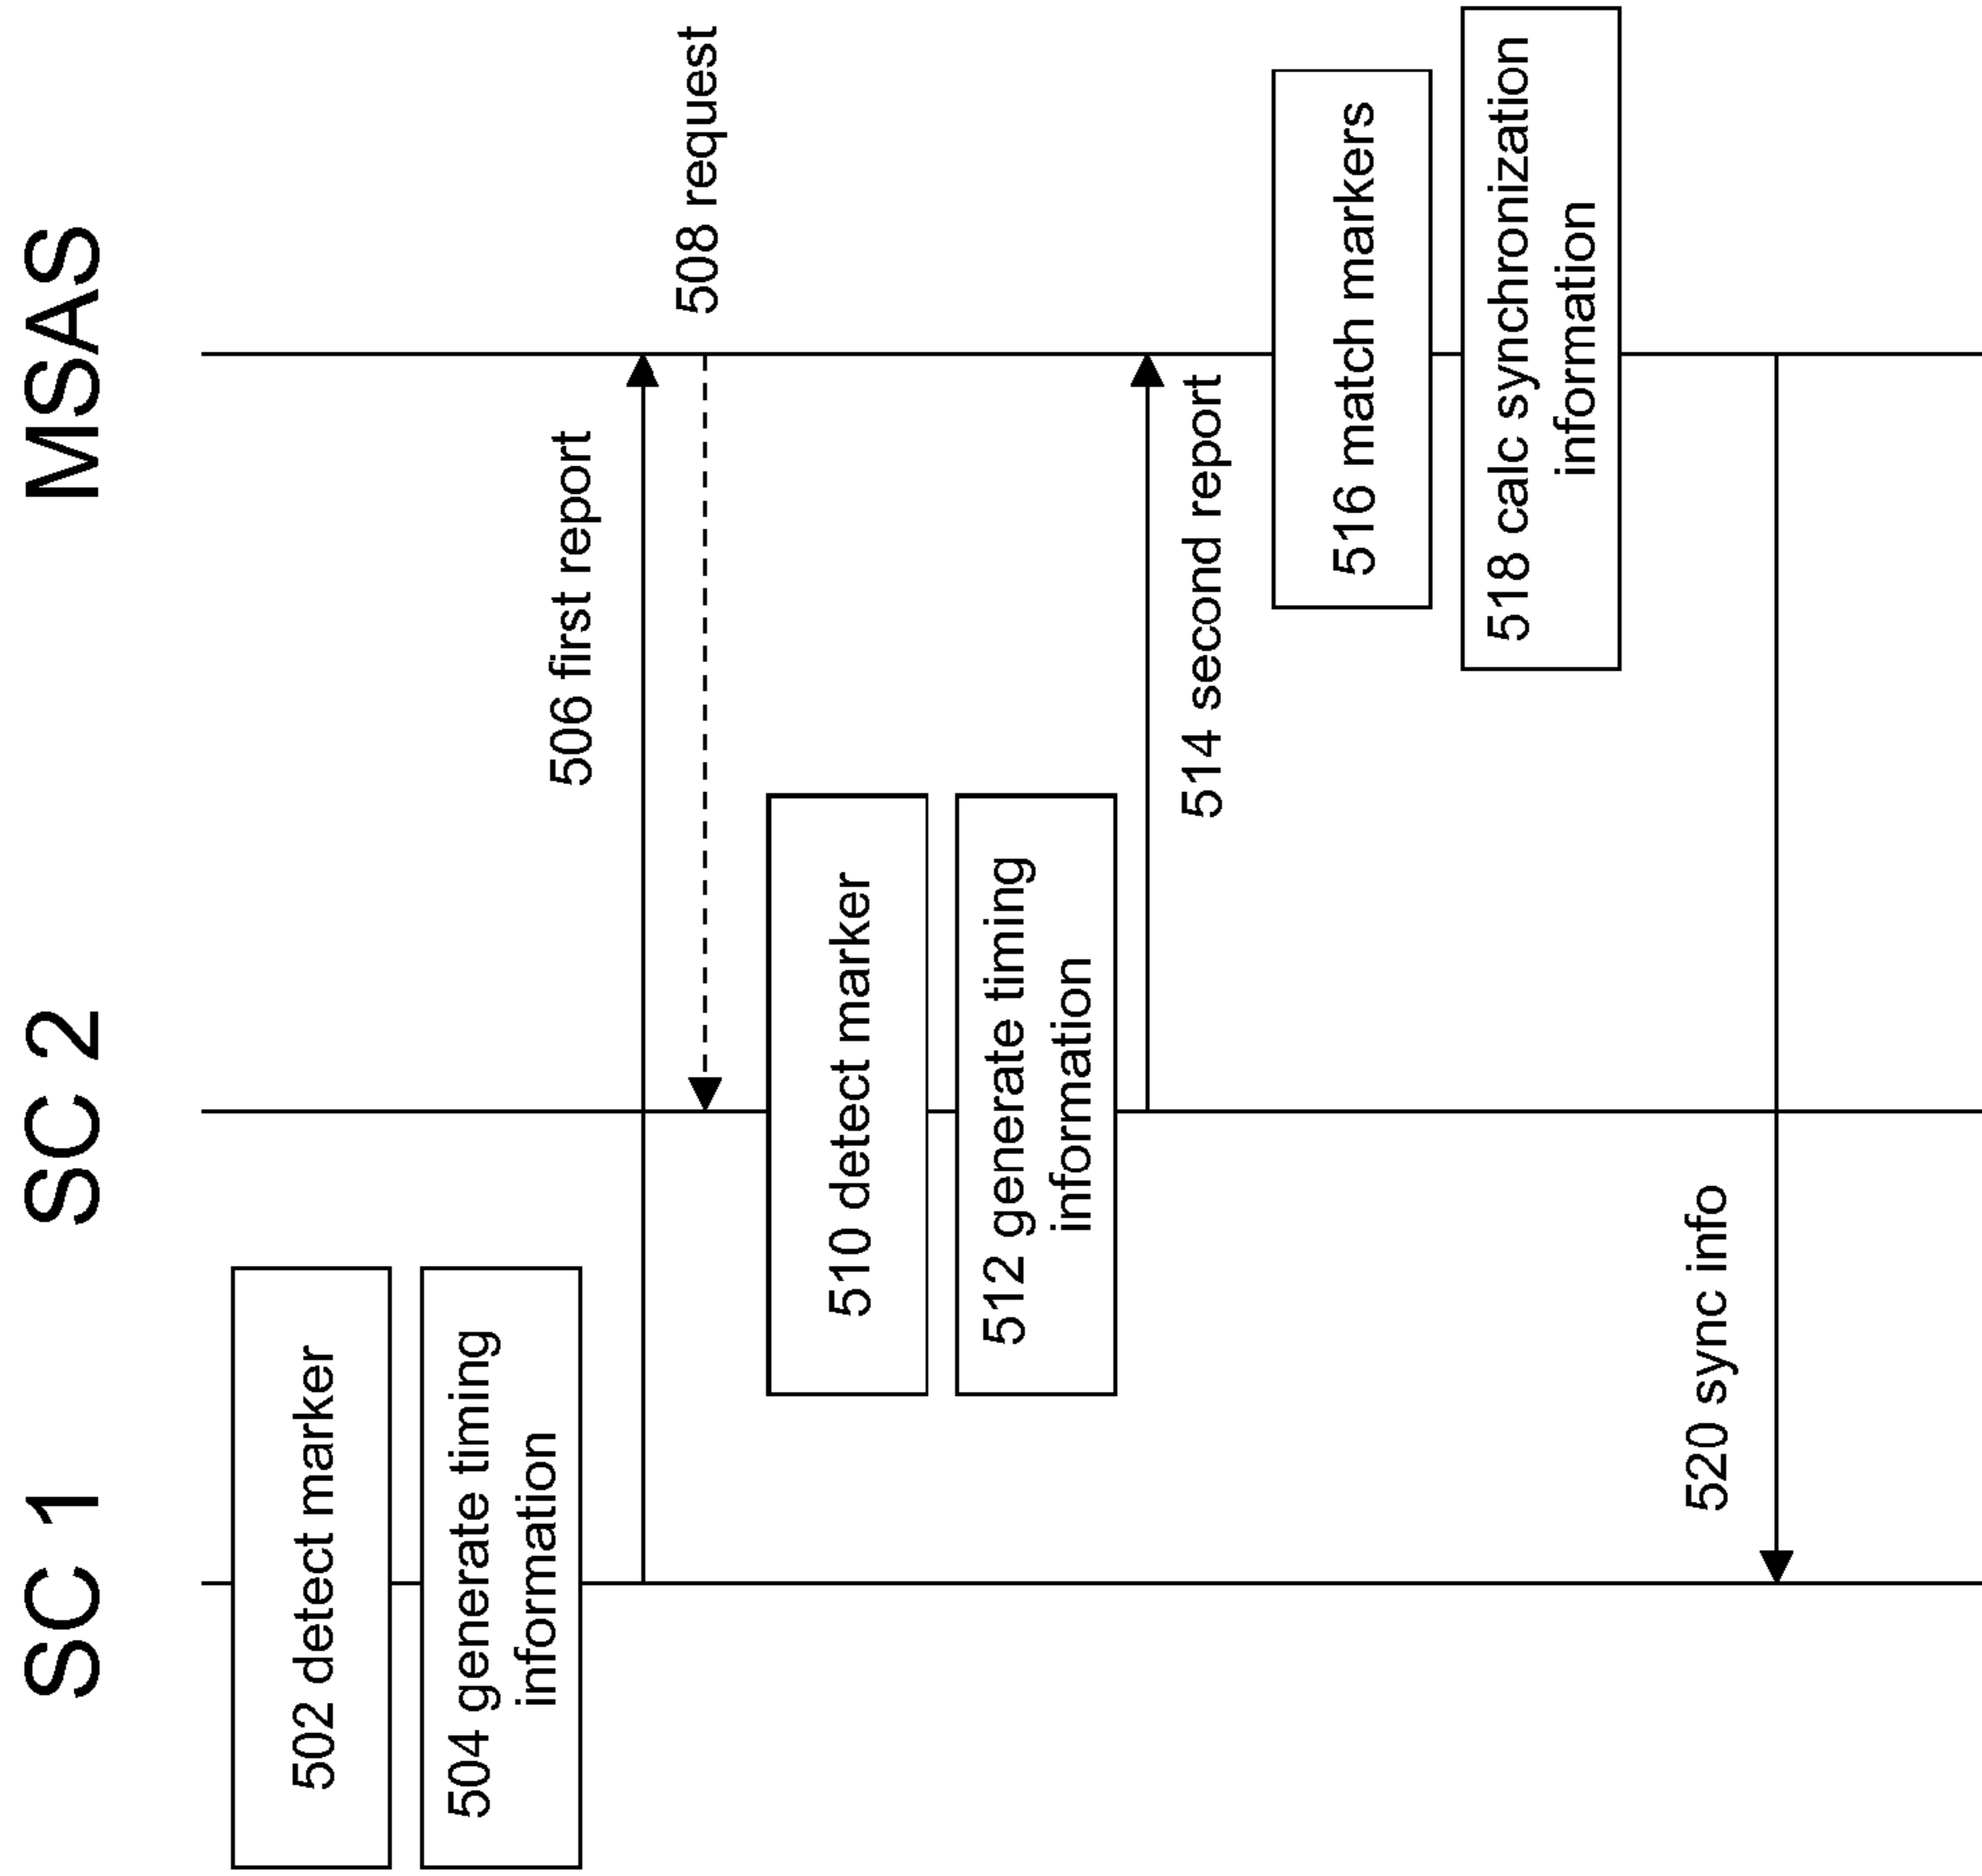 SC 1
SC 2
MSAS
502 detect marker
504 generate timing
information
506 first report
508 request
510 detect marker
512 generate timing
information
514 second report
516 match markers
518 calc synchronization
information
520 sync info